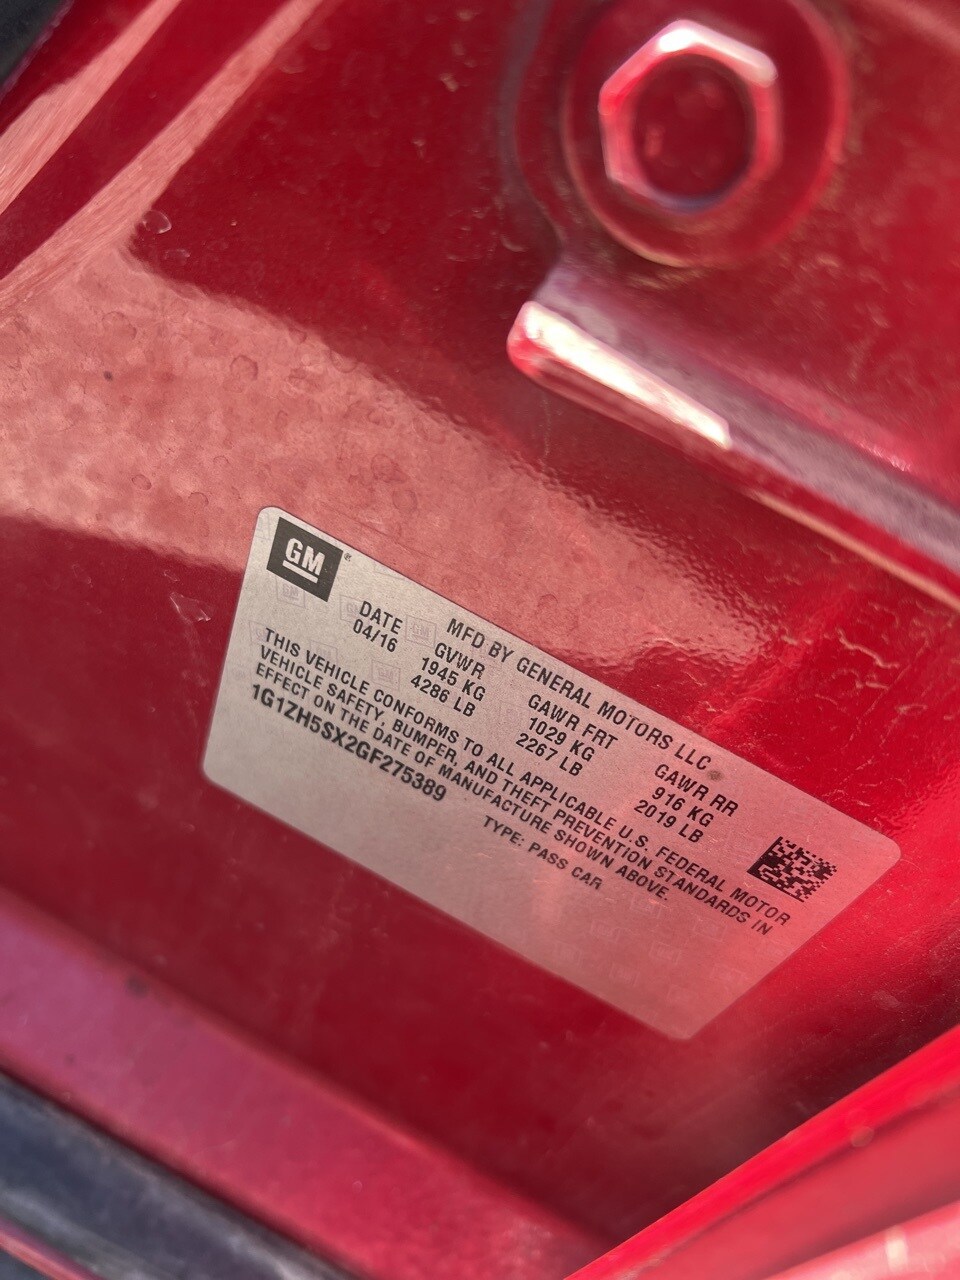 GM®
MFD BY GENERAL MOTORS LLC
DATE GVWR GAWR FRT GAWR RR
04/16 1945 KG 1029 KG 916 KG
4286 LB 2267 LB 2019 LB
THIS VEHICLE CONFORMS TO ALL APPLICABLE U.S. FEDERAL MOTOR
VEHICLE SAFETY, BUMPER, AND THEFT PREVENTION STANDARDS IN
EFFECT ON THE DATE OF MANUFACTURE SHOWN ABOVE.
1G1ZH5SX2GF275389 TYPE: PASS CAR